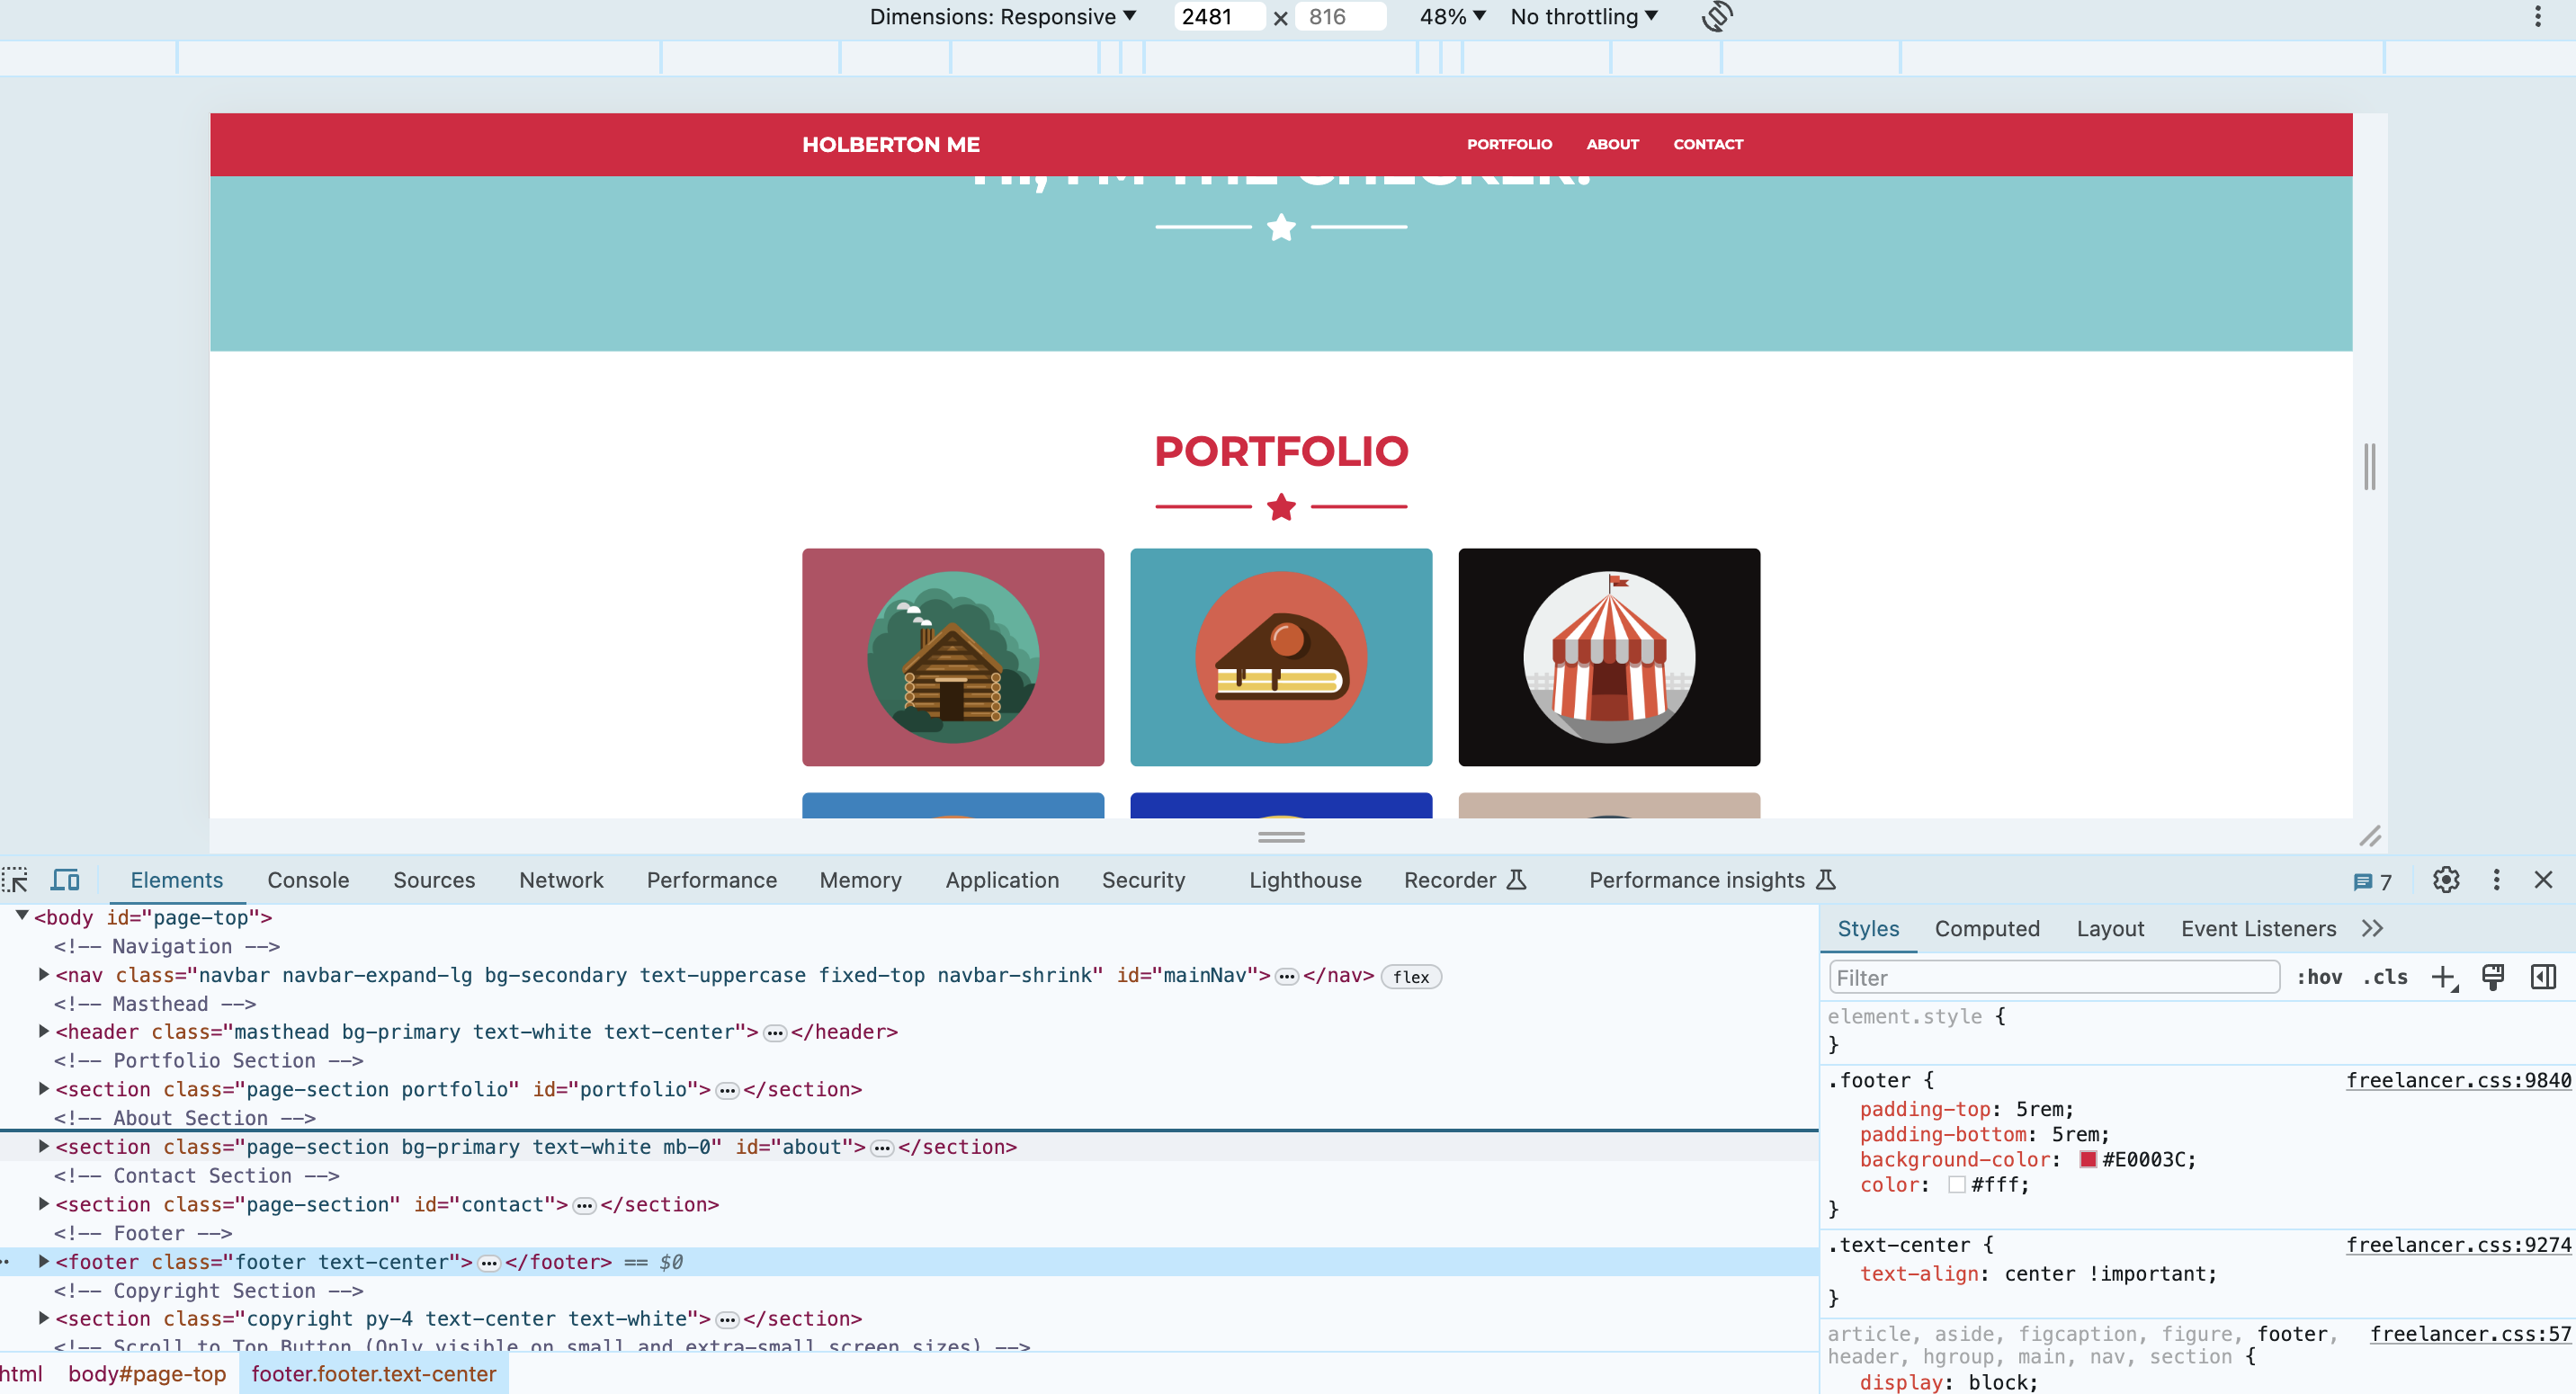 Dimensions: Responsive ▼ 2481 × 816 48% ▼ No throttling ▼
HOLBERTON ME PORTFOLIO ABOUT CONTACT
HI, I'M THE CHECKER.
PORTFOLIO
Elements Console Sources Network Performance Memory Application Security Lighthouse Recorder Performance insights 7
▼<body id="page-top">
<!-- Navigation -->
▶<nav class="navbar navbar-expand-lg bg-secondary text-uppercase fixed-top navbar-shrink" id="mainNav">…</nav> flex
<!-- Masthead -->
▶<header class="masthead bg-primary text-white text-center">…</header>
<!-- Portfolio Section -->
▶<section class="page-section portfolio" id="portfolio">…</section>
<!-- About Section -->
▶<section class="page-section bg-primary text-white mb-0" id="about">…</section>
<!-- Contact Section -->
▶<section class="page-section" id="contact">…</section>
<!-- Footer -->
▶<footer class="footer text-center">…</footer> == $0
<!-- Copyright Section -->
▶<section class="copyright py-4 text-center text-white">…</section>
<!-- Scroll to Top Button (Only visible on small and extra-small screen sizes) -->
html body#page-top footer.footer.text-center
Styles Computed Layout Event Listeners >>
Filter :hov .cls
element.style {
}
.footer { freelancer.css:9840
padding-top: 5rem;
padding-bottom: 5rem;
background-color: #E0003C;
color: #fff;
}
.text-center { freelancer.css:9274
text-align: center !important;
}
article, aside, figcaption, figure, footer, freelancer.css:57
header, hgroup, main, nav, section {
display: block;